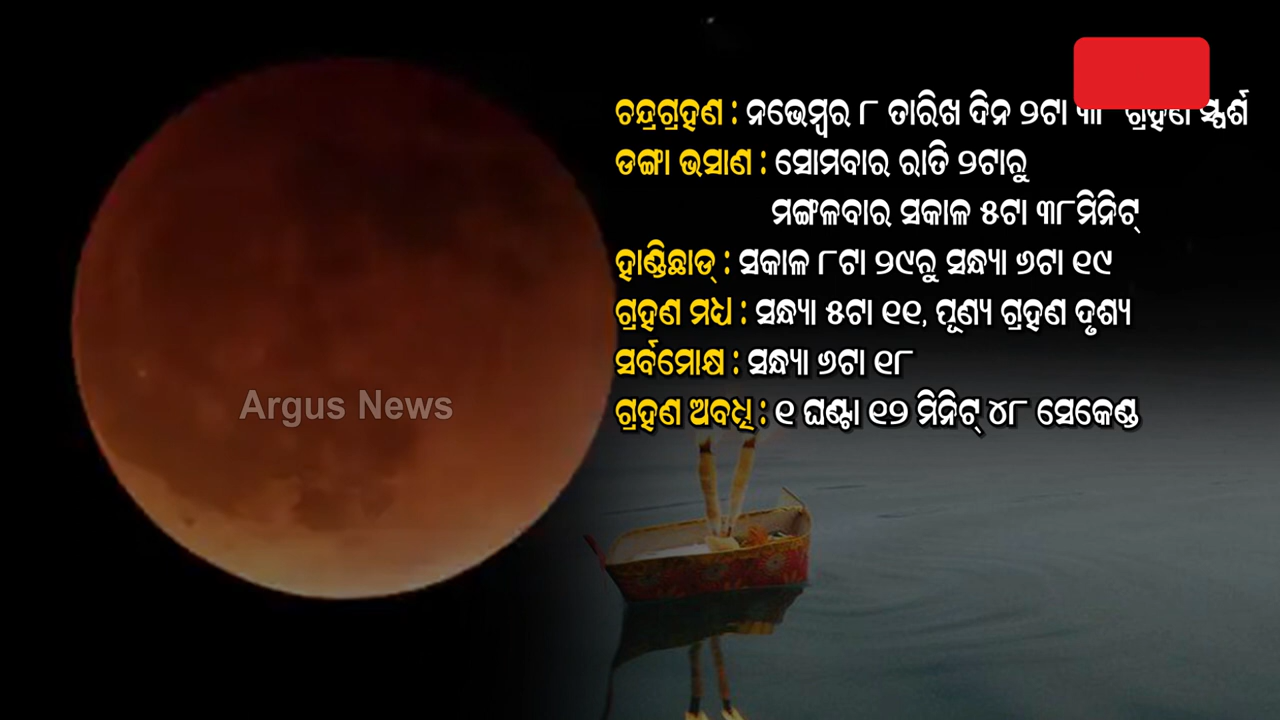 ଚନ୍ଦ୍ରଗ୍ରହଣ : ନଭେମ୍ବର ୮ ତାରିଖ ଦିନ ୨ଟା ଗ୍ରହଣ ସ୍ପର୍ଶ
ଡଙ୍ଗା ଭସାଣ : ସୋମବାର ରାତି ୨ଟାରୁ
ମଙ୍ଗଳବାର ସକାଳ ୫ଟା ୩୮ମିନିଟ୍
ହାଣ୍ଡିଛାଡ୍ : ସକାଳ ୮ଟା ୨୯ରୁ ସନ୍ଧ୍ୟା ୬ଟା ୧୯
ଗ୍ରହଣ ମଧ୍ୟ : ସନ୍ଧ୍ୟା ୫ଟା ୧୧, ପୂଣ୍ୟ ଗ୍ରହଣ ଦୃଶ୍ୟ
ସର୍ବମୋକ୍ଷ : ସନ୍ଧ୍ୟା ୬ଟା ୧୮
ଗ୍ରହଣ ଅବଧି : ୧ ଘଣ୍ଟା ୧୨ ମିନିଟ୍ ୪୮ ସେକେଣ୍ଡ
Argus News